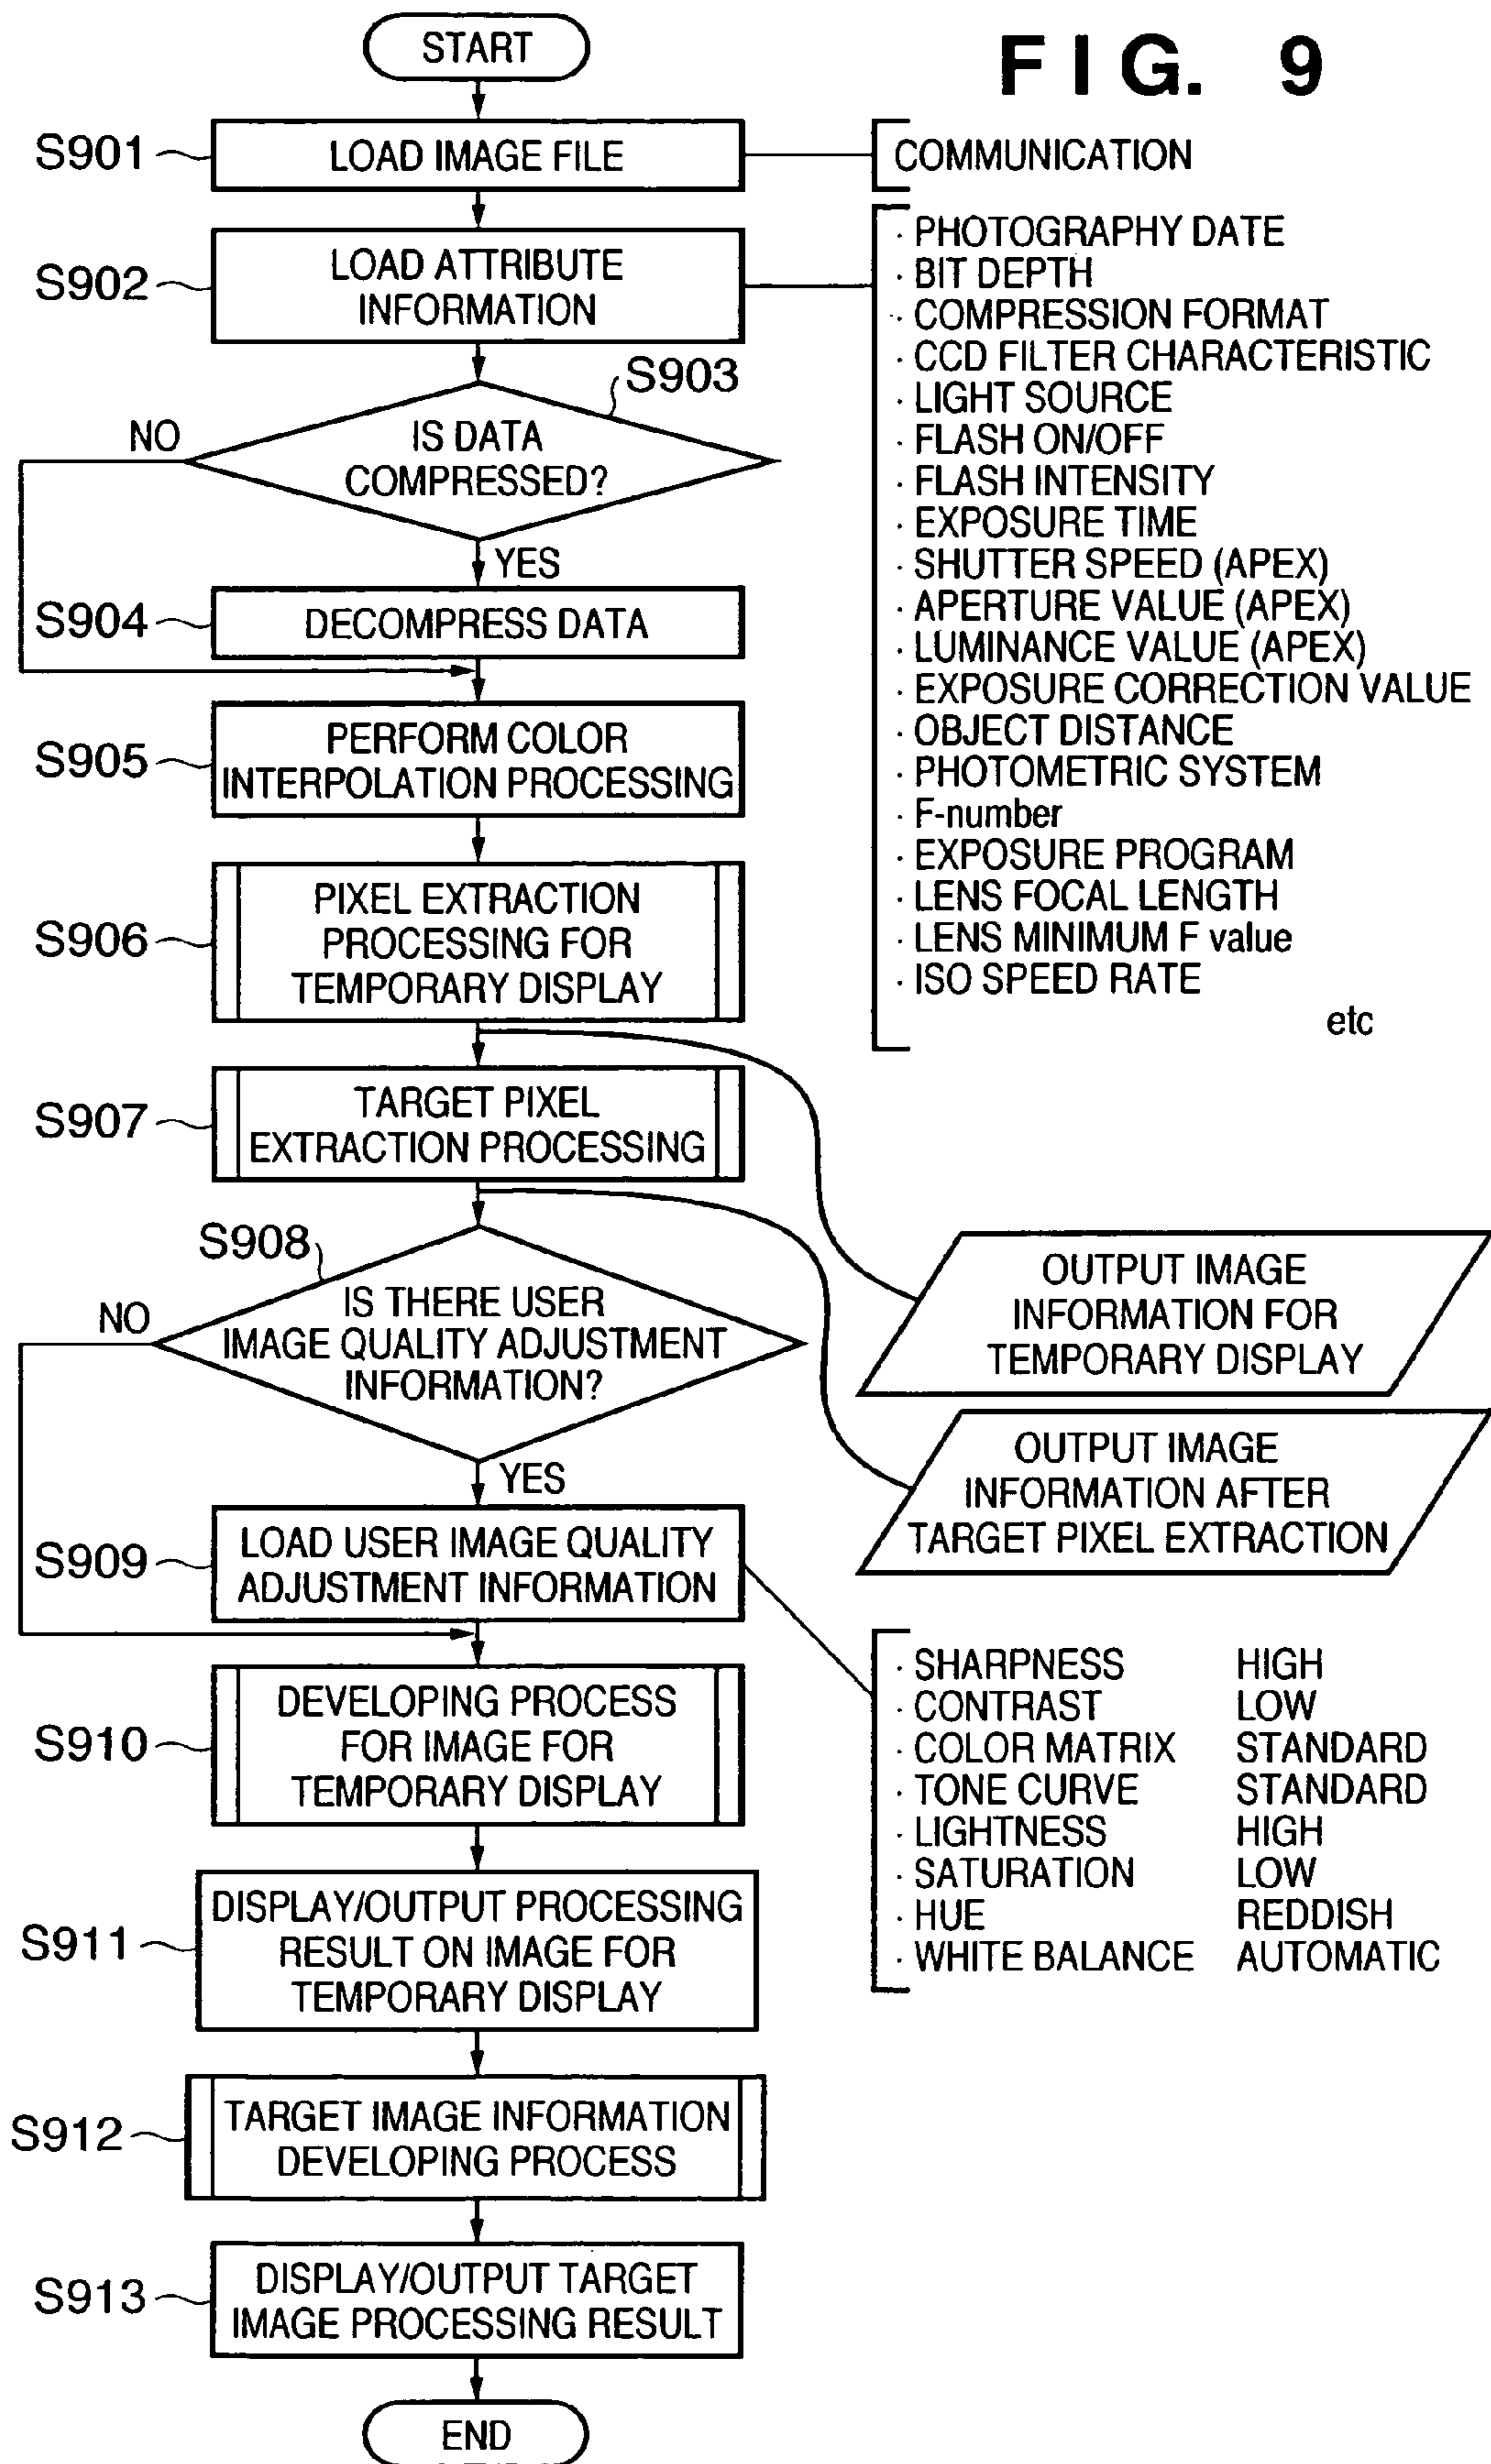 FIG. 9
START
S901
LOAD IMAGE FILE
COMMUNICATION
S902
LOAD ATTRIBUTE
INFORMATION
· PHOTOGRAPHY DATE
· BIT DEPTH
· COMPRESSION FORMAT
· CCD FILTER CHARACTERISTIC
· LIGHT SOURCE
· FLASH ON/OFF
· FLASH INTENSITY
· EXPOSURE TIME
· SHUTTER SPEED (APEX)
· APERTURE VALUE (APEX)
· LUMINANCE VALUE (APEX)
· EXPOSURE CORRECTION VALUE
· OBJECT DISTANCE
· PHOTOMETRIC SYSTEM
· F-number
· EXPOSURE PROGRAM
· LENS FOCAL LENGTH
· LENS MINIMUM F value
· ISO SPEED RATE
etc
S903
IS DATA
COMPRESSED?
NO
YES
S904
DECOMPRESS DATA
S905
PERFORM COLOR
INTERPOLATION PROCESSING
S906
PIXEL EXTRACTION
PROCESSING FOR
TEMPORARY DISPLAY
S907
TARGET PIXEL
EXTRACTION PROCESSING
OUTPUT IMAGE
INFORMATION FOR
TEMPORARY DISPLAY
OUTPUT IMAGE
INFORMATION AFTER
TARGET PIXEL EXTRACTION
S908
IS THERE USER
IMAGE QUALITY ADJUSTMENT
INFORMATION?
NO
YES
S909
LOAD USER IMAGE QUALITY
ADJUSTMENT INFORMATION
· SHARPNESS HIGH
· CONTRAST LOW
· COLOR MATRIX STANDARD
· TONE CURVE STANDARD
· LIGHTNESS HIGH
· SATURATION LOW
· HUE REDDISH
· WHITE BALANCE AUTOMATIC
S910
DEVELOPING PROCESS
FOR IMAGE FOR
TEMPORARY DISPLAY
S911
DISPLAY/OUTPUT PROCESSING
RESULT ON IMAGE FOR
TEMPORARY DISPLAY
S912
TARGET IMAGE INFORMATION
DEVELOPING PROCESS
S913
DISPLAY/OUTPUT TARGET
IMAGE PROCESSING RESULT
END